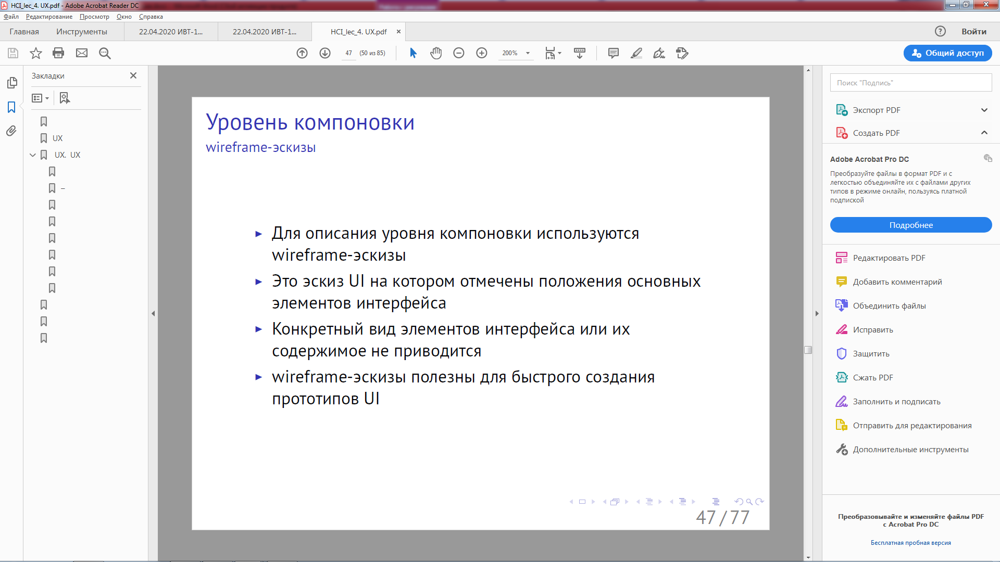 HCI_lec_4. UX.pdf - Adobe Acrobat Reader DC
Файл Редактирование Просмотр Окно Справка
Главная Инструменты 22.04.2020 ИВТ-1... 22.04.2020 ИВТ-1... HCI_lec_4. UX.pdf Войти
47 (50 из 85) 200% Общий доступ
Закладки
UX
UX. UX
–
Уровень компоновки
wireframe-эскизы
Для описания уровня компоновки используются
wireframe-эскизы
Это эскиз UI на котором отмечены положения основных
элементов интерфейса
Конкретный вид элементов интерфейса или их
содержимое не приводится
wireframe-эскизы полезны для быстрого создания
прототипов UI
47 / 77
Поиск "Подпись"
Экспорт PDF
Создать PDF
Adobe Acrobat Pro DC
Преобразуйте файлы в формат PDF и с
легкостью объединяйте их с файлами других
типов в режиме онлайн, пользуясь платной
подпиской
Подробнее
Редактировать PDF
Добавить комментарий
Объединить файлы
Исправить
Защитить
Сжать PDF
Заполнить и подписать
Отправить для редактирования
Дополнительные инструменты
Преобразовывайте и изменяйте файлы PDF
с Acrobat Pro DC
Бесплатная пробная версия